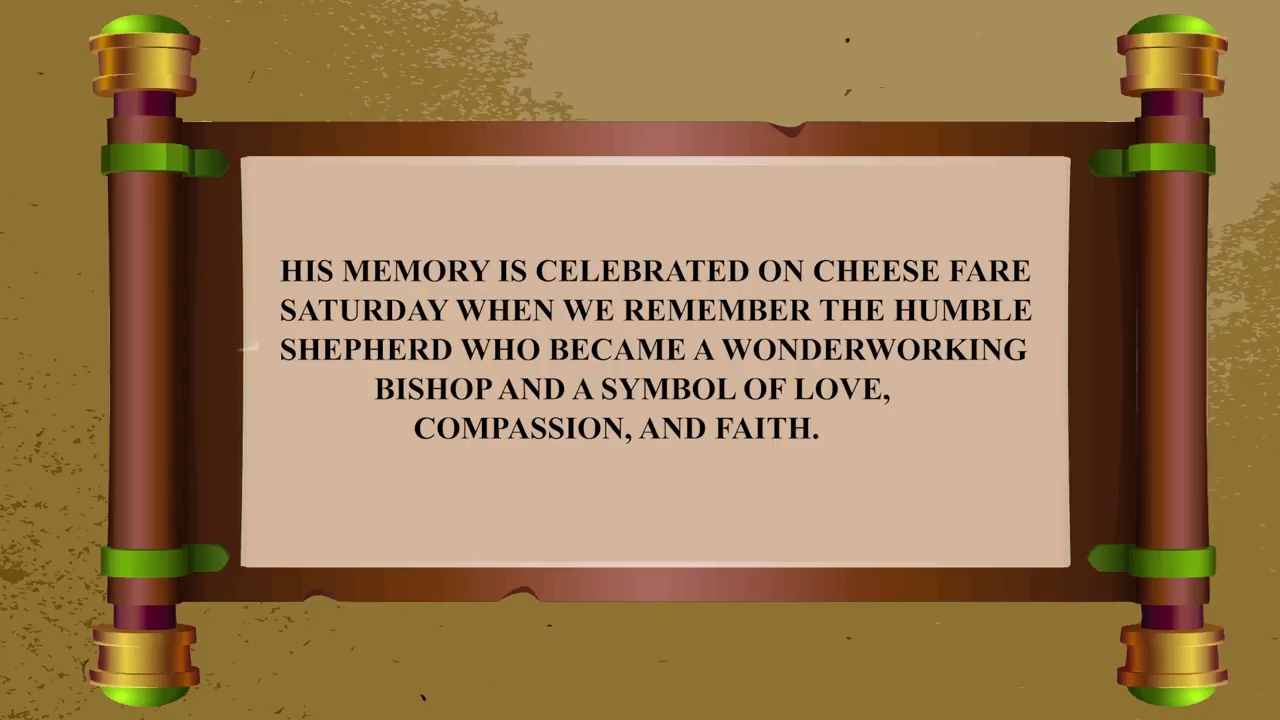 HIS MEMORY IS CELEBRATED ON CHEESE FARE
SATURDAY WHEN WE REMEMBER THE HUMBLE
SHEPHERD WHO BECAME A WONDERWORKING
BISHOP AND A SYMBOL OF LOVE,
COMPASSION, AND FAITH.